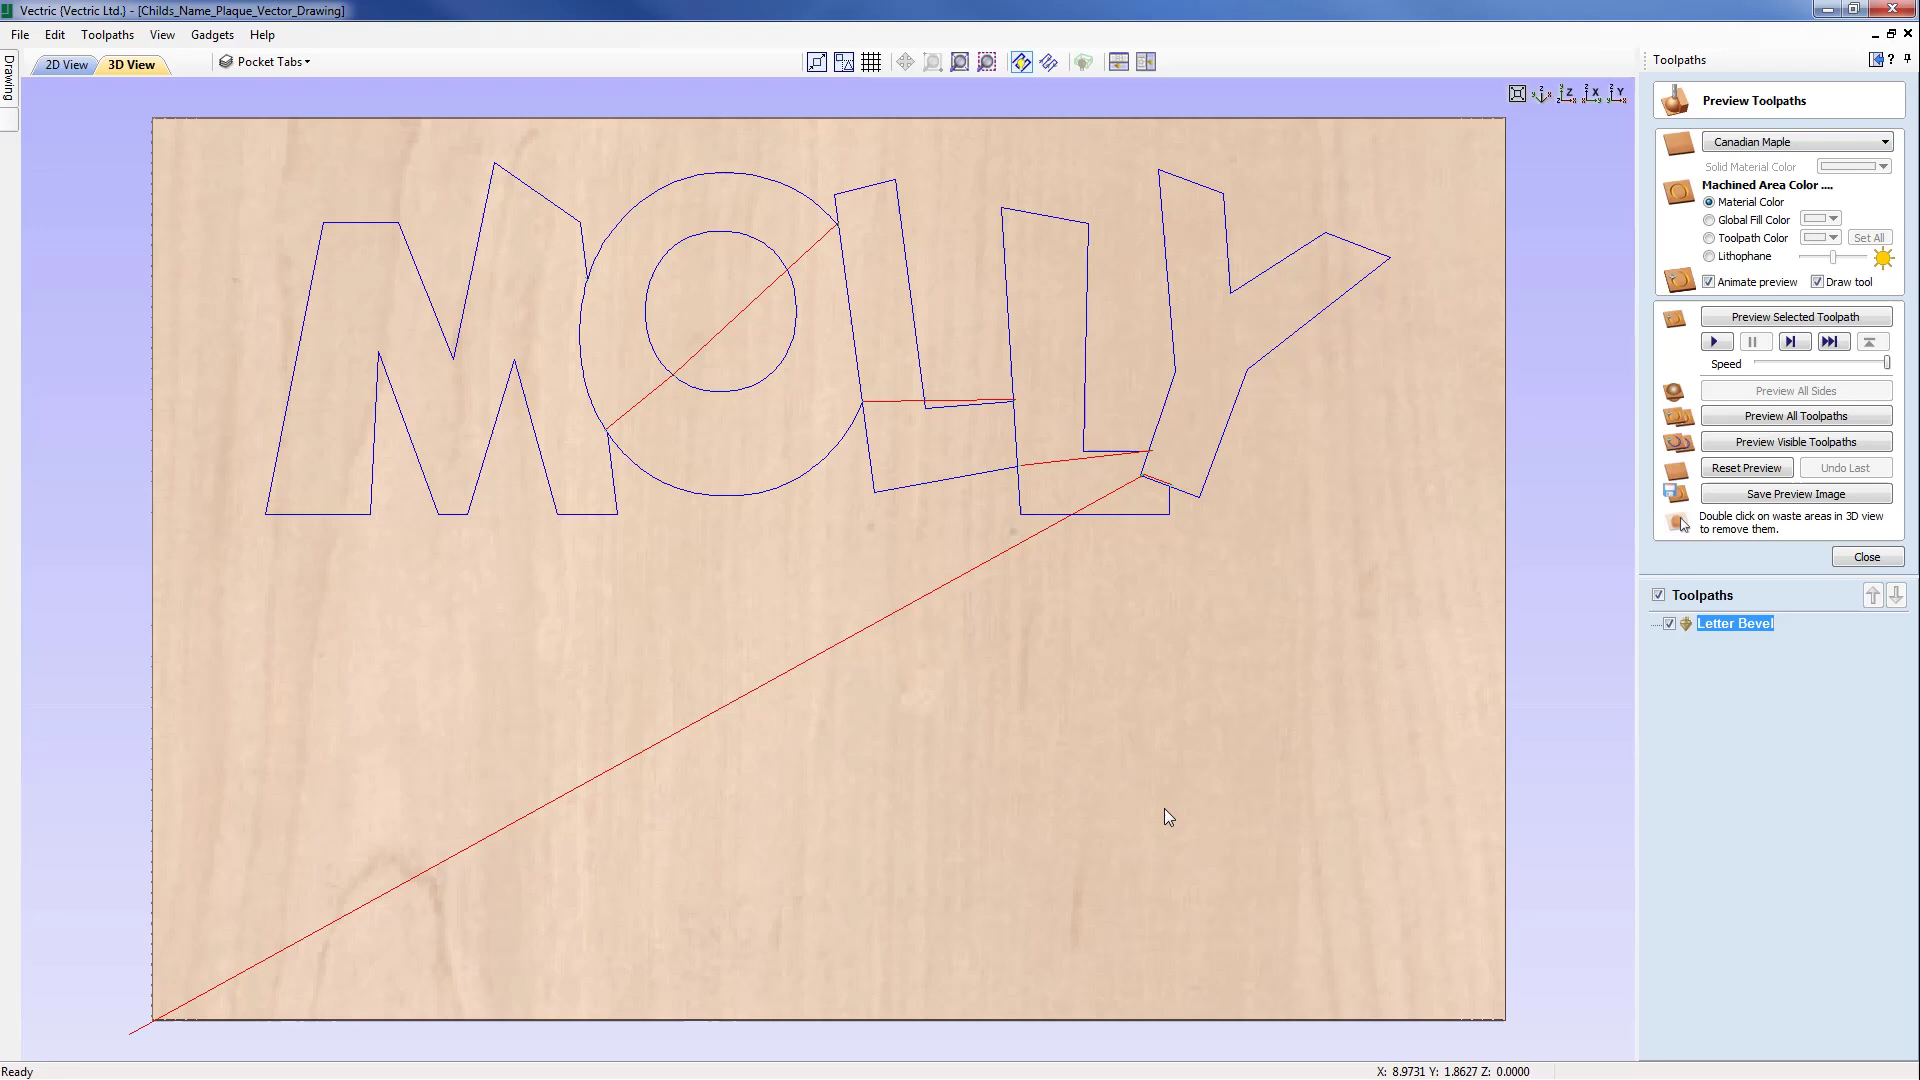 Vectric {Vectric Ltd.} - [Childs_Name_Plaque_Vector_Drawing]
File Edit Toolpaths View Gadgets Help
Drawing
2D View 3D View Pocket Tabs
Toolpaths
Preview Toolpaths
Canadian Maple
Solid Material Color
Machined Area Color ....
Material Color
Global Fill Color
Toolpath Color Set All
Lithophane
Animate preview Draw tool
Preview Selected Toolpath
Speed
Preview All Sides
Preview All Toolpaths
Preview Visible Toolpaths
Reset Preview Undo Last
Save Preview Image
Double click on waste areas in 3D view
to remove them.
Close
Toolpaths
Letter Bevel
MOLLY
Ready
X: 8.9731 Y: 1.8627 Z: 0.0000